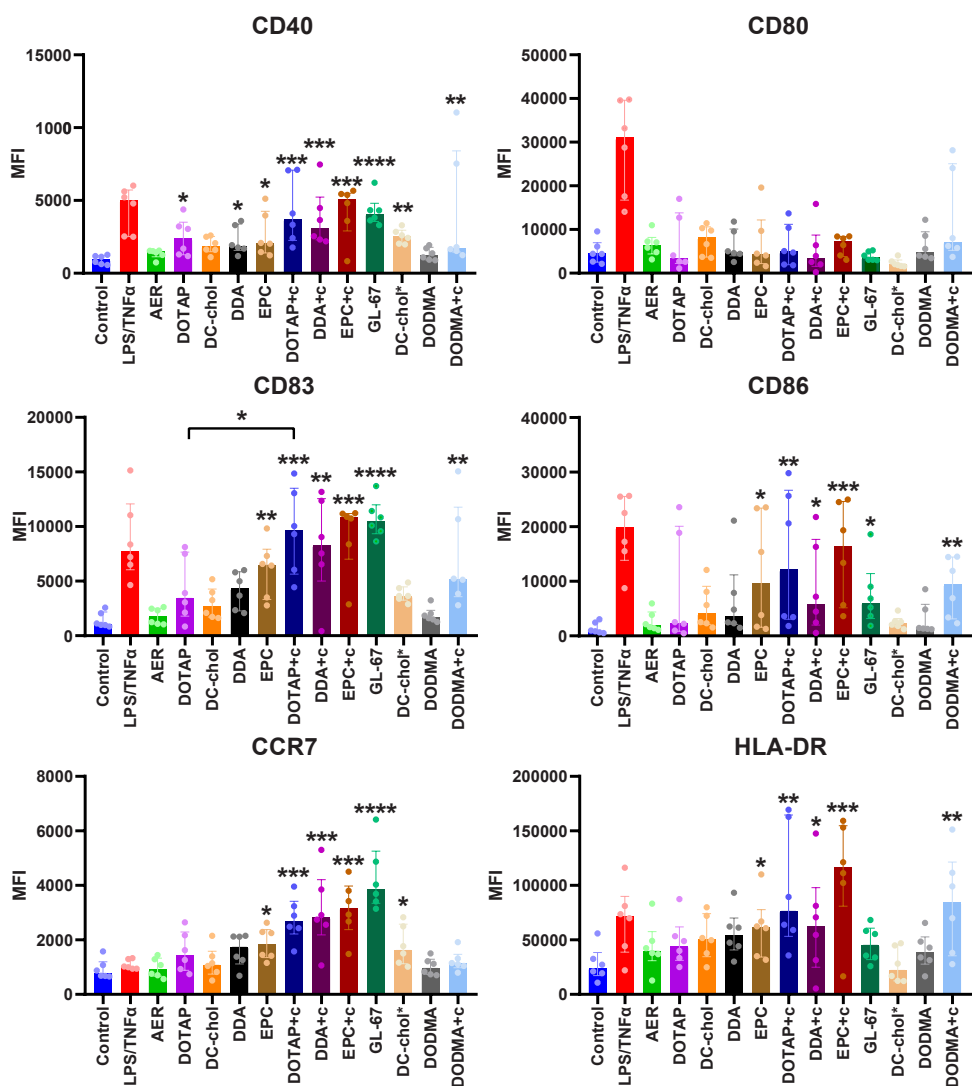 CD40
15000
1000
5000
0
MFI
* * * *** *** *** **** ** **
Control LPS/TNFα AER DOTAP DC-chol DDA EPC DOTAP+c DDA+c EPC+c GL-67 DC-chol* DODMA DODMA+c
CD80
50000
40000
30000
20000
10000
0
MFI
Control LPS/TNFα AER DOTAP DC-chol DDA EPC DOTAP+c DDA+c EPC+c GL-67 DC-chol* DODMA DODMA+c
CD83
20000
15000
10000
5000
0
MFI
*
** *** ** *** **** **
Control LPS/TNFα AER DOTAP DC-chol DDA EPC DOTAP+c DDA+c EPC+c GL-67 DC-chol* DODMA DODMA+c
CD86
40000
30000
20000
10000
0
MFI
* ** * *** * **
Control LPS/TNFα AER DOTAP DC-chol DDA EPC DOTAP+c DDA+c EPC+c GL-67 DC-chol* DODMA DODMA+c
CCR7
8000
6000
4000
2000
0
MFI
* *** *** *** **** *
Control LPS/TNFα AER DOTAP DC-chol DDA EPC DOTAP+c DDA+c EPC+c GL-67 DC-chol* DODMA DODMA+c
HLA-DR
200000
150000
100000
50000
0
MFI
* ** * *** **
Control LPS/TNFα AER DOTAP DC-chol DDA EPC DOTAP+c DDA+c EPC+c GL-67 DC-chol* DODMA DODMA+c